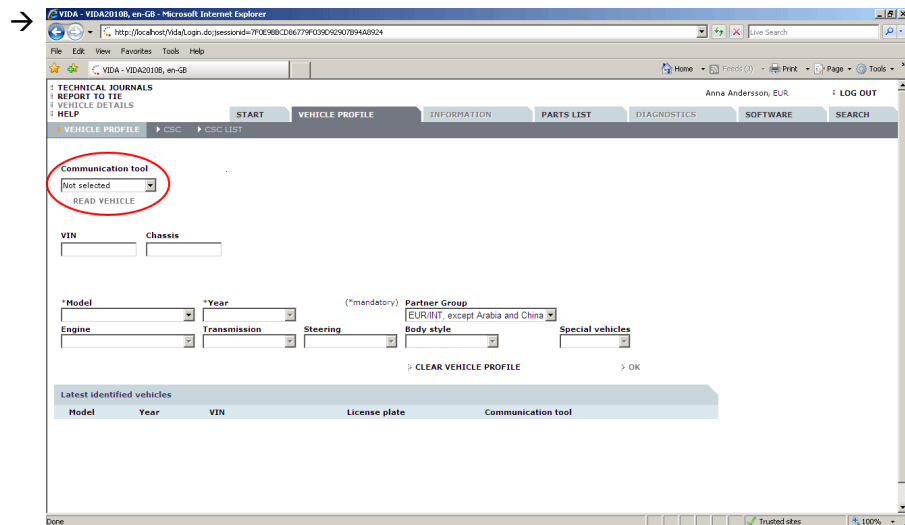 →
VIDA - VIDA2010B, en-GB - Microsoft Internet Explorer
http://localhost/Vida/Login.do;jsessionid=7F0E9BBCD86779F039D92907B94A8924
Live Search
File Edit View Favorites Tools Help
VIDA - VIDA2010B, en-GB
Home Feeds (J) Print Page Tools
TECHNICAL JOURNALS
REPORT TO TIE
VEHICLE DETAILS
HELP
Anna Andersson, EUR
LOG OUT
START VEHICLE PROFILE INFORMATION PARTS LIST DIAGNOSTICS SOFTWARE SEARCH
VEHICLE PROFILE CSC CSC LIST
Communication tool
Not selected
READ VEHICLE
VIN Chassis
*Model *Year (*mandatory) Partner Group
EUR/INT, except Arabia and China
Engine Transmission Steering Body style Special vehicles
CLEAR VEHICLE PROFILE OK
Latest identified vehicles
Model Year VIN License plate Communication tool
Done Trusted sites 100%